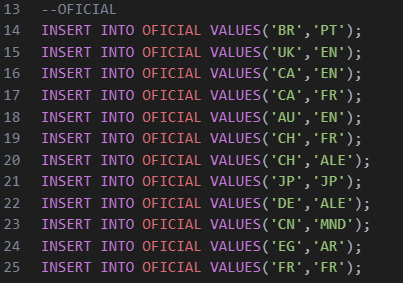 13 --OFICIAL
14 INSERT INTO OFICIAL VALUES('BR','PT');
15 INSERT INTO OFICIAL VALUES('UK','EN');
16 INSERT INTO OFICIAL VALUES('CA','EN');
17 INSERT INTO OFICIAL VALUES('CA','FR');
18 INSERT INTO OFICIAL VALUES('AU','EN');
19 INSERT INTO OFICIAL VALUES('CH','FR');
20 INSERT INTO OFICIAL VALUES('CH','ALE');
21 INSERT INTO OFICIAL VALUES('JP','JP');
22 INSERT INTO OFICIAL VALUES('DE','ALE');
23 INSERT INTO OFICIAL VALUES('CN','MND');
24 INSERT INTO OFICIAL VALUES('EG','AR');
25 INSERT INTO OFICIAL VALUES('FR','FR');